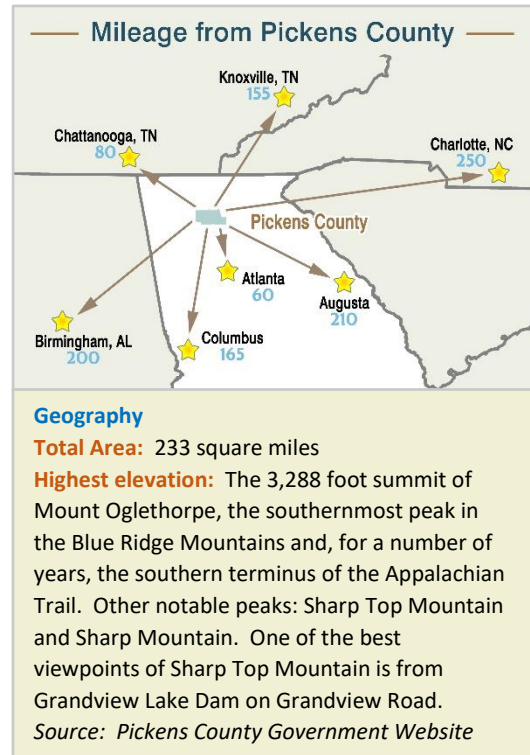 Mileage from Pickens County
Knoxville, TN
155
Chattanooga, TN
80
Charlotte, NC
250
Pickens County
Atlanta
60
Augusta
210
Birmingham, AL
200
Columbus
165
Geography
Total Area:  233 square miles
Highest elevation:  The 3,288 foot summit of
Mount Oglethorpe, the southernmost peak in
the Blue Ridge Mountains and, for a number of
years, the southern terminus of the Appalachian
Trail.  Other notable peaks: Sharp Top Mountain
and Sharp Mountain.  One of the best
viewpoints of Sharp Top Mountain is from
Grandview Lake Dam on Grandview Road.
Source:  Pickens County Government Website